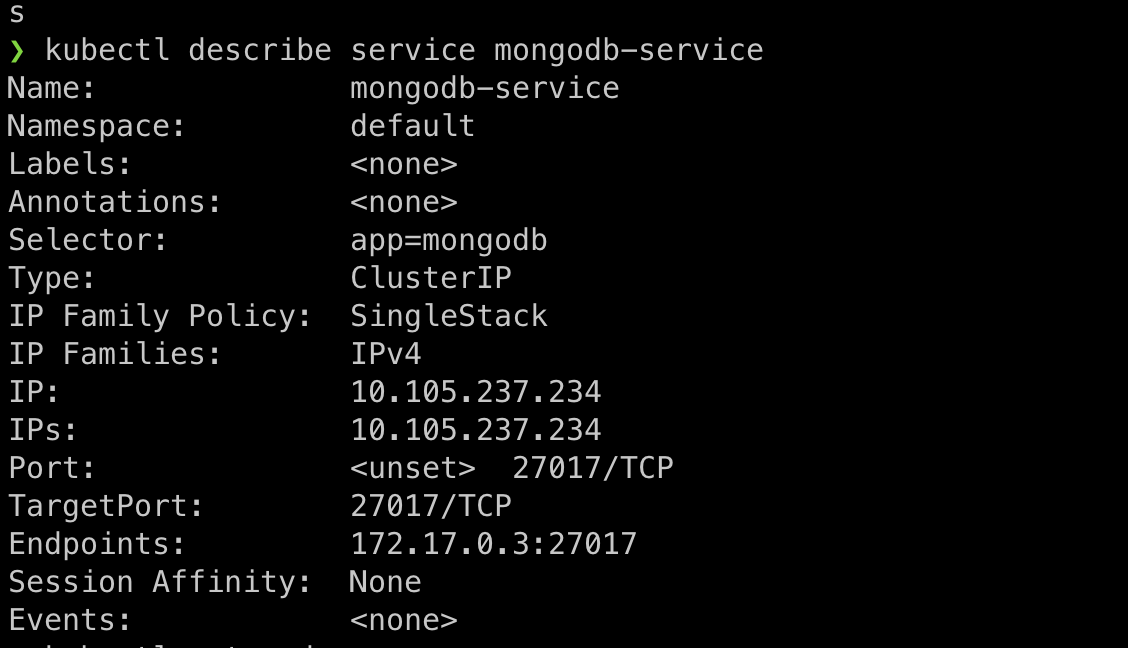 s
❯ kubectl describe service mongodb-service
Name:              mongodb-service
Namespace:         default
Labels:            <none>
Annotations:       <none>
Selector:          app=mongodb
Type:              ClusterIP
IP Family Policy:  SingleStack
IP Families:       IPv4
IP:                10.105.237.234
IPs:               10.105.237.234
Port:              <unset>  27017/TCP
TargetPort:        27017/TCP
Endpoints:         172.17.0.3:27017
Session Affinity:  None
Events:            <none>